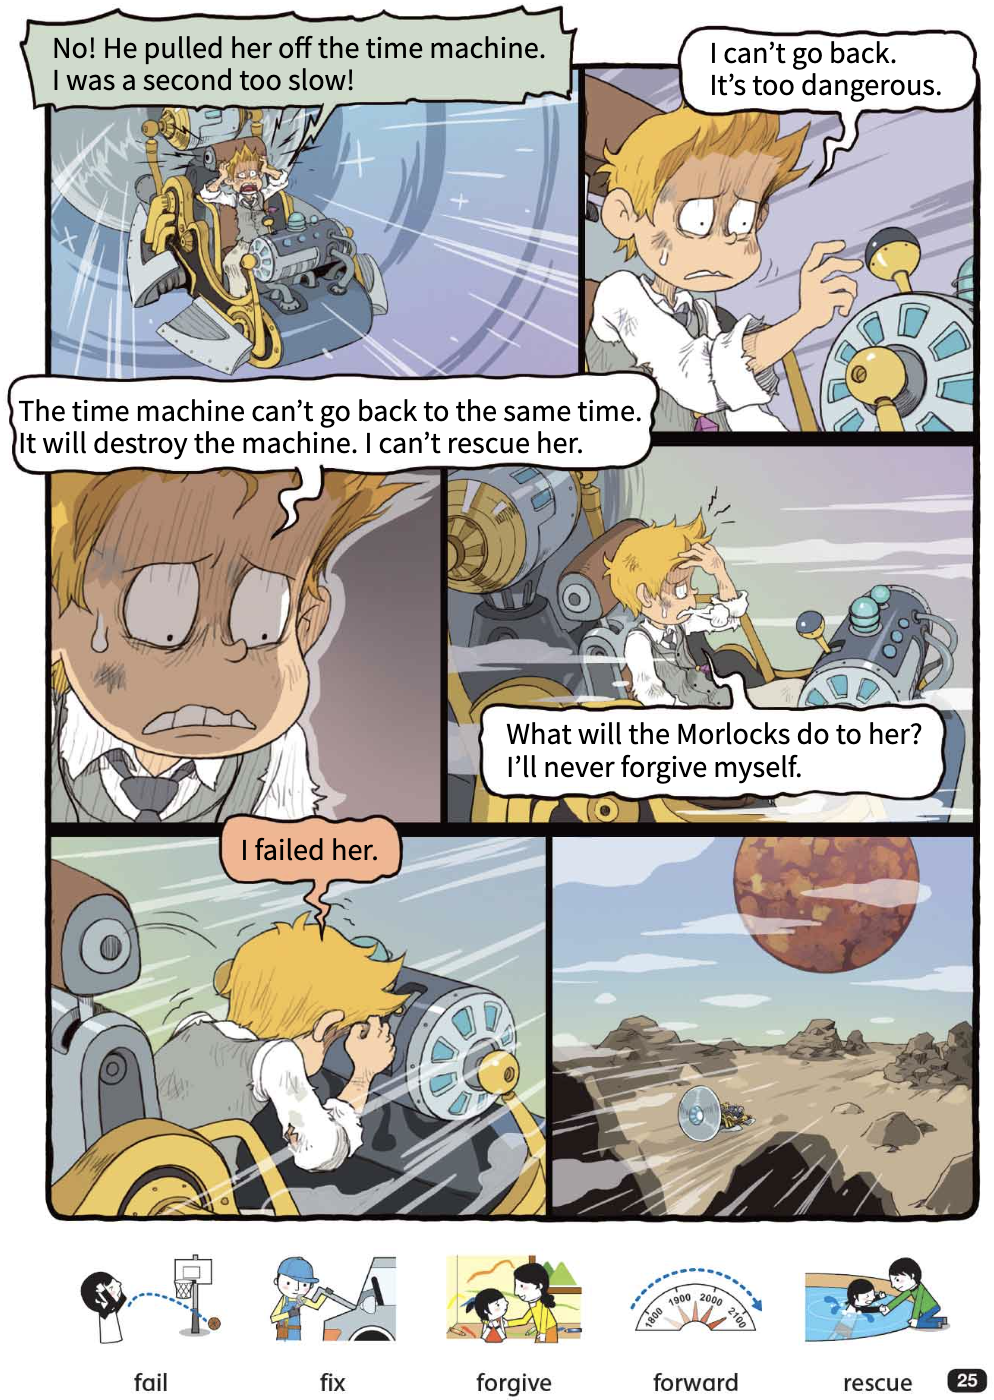 No! He pulled her off the time machine.
I was a second too slow!
I can't go back.
It's too dangerous.
The time machine can't go back to the same time.
It will destroy the machine. I can't rescue her.
What will the Morlocks do to her?
I'll never forgive myself.
I failed her.
1800 1900 2000 2100
fail
fix
forgive
forward
rescue
25